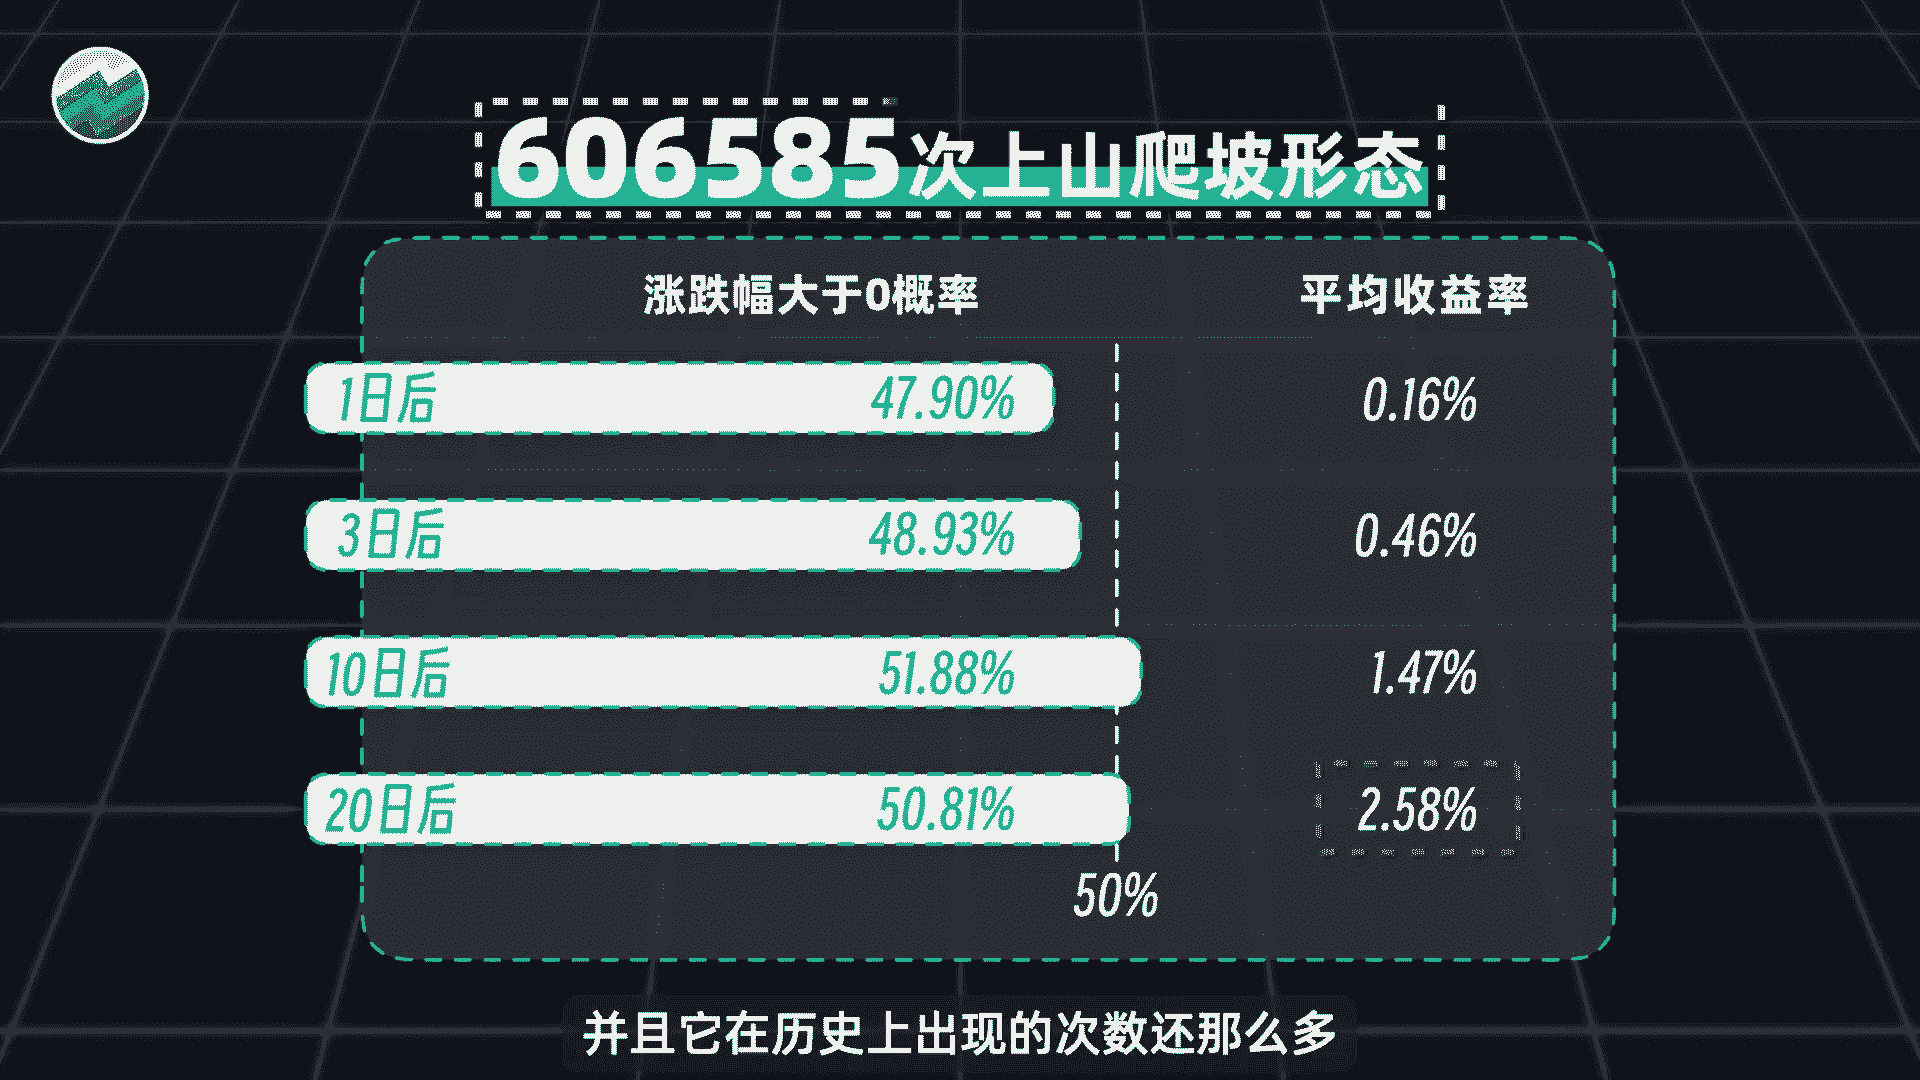 606585次上山爬坡形态
涨跌幅大于0概率 平均收益率
1日后 47.90% 0.16%
3日后 48.93% 0.46%
10日后 51.88% 1.47%
20日后 50.81% 2.58%
50%
并且它在历史上出现的次数还那么多